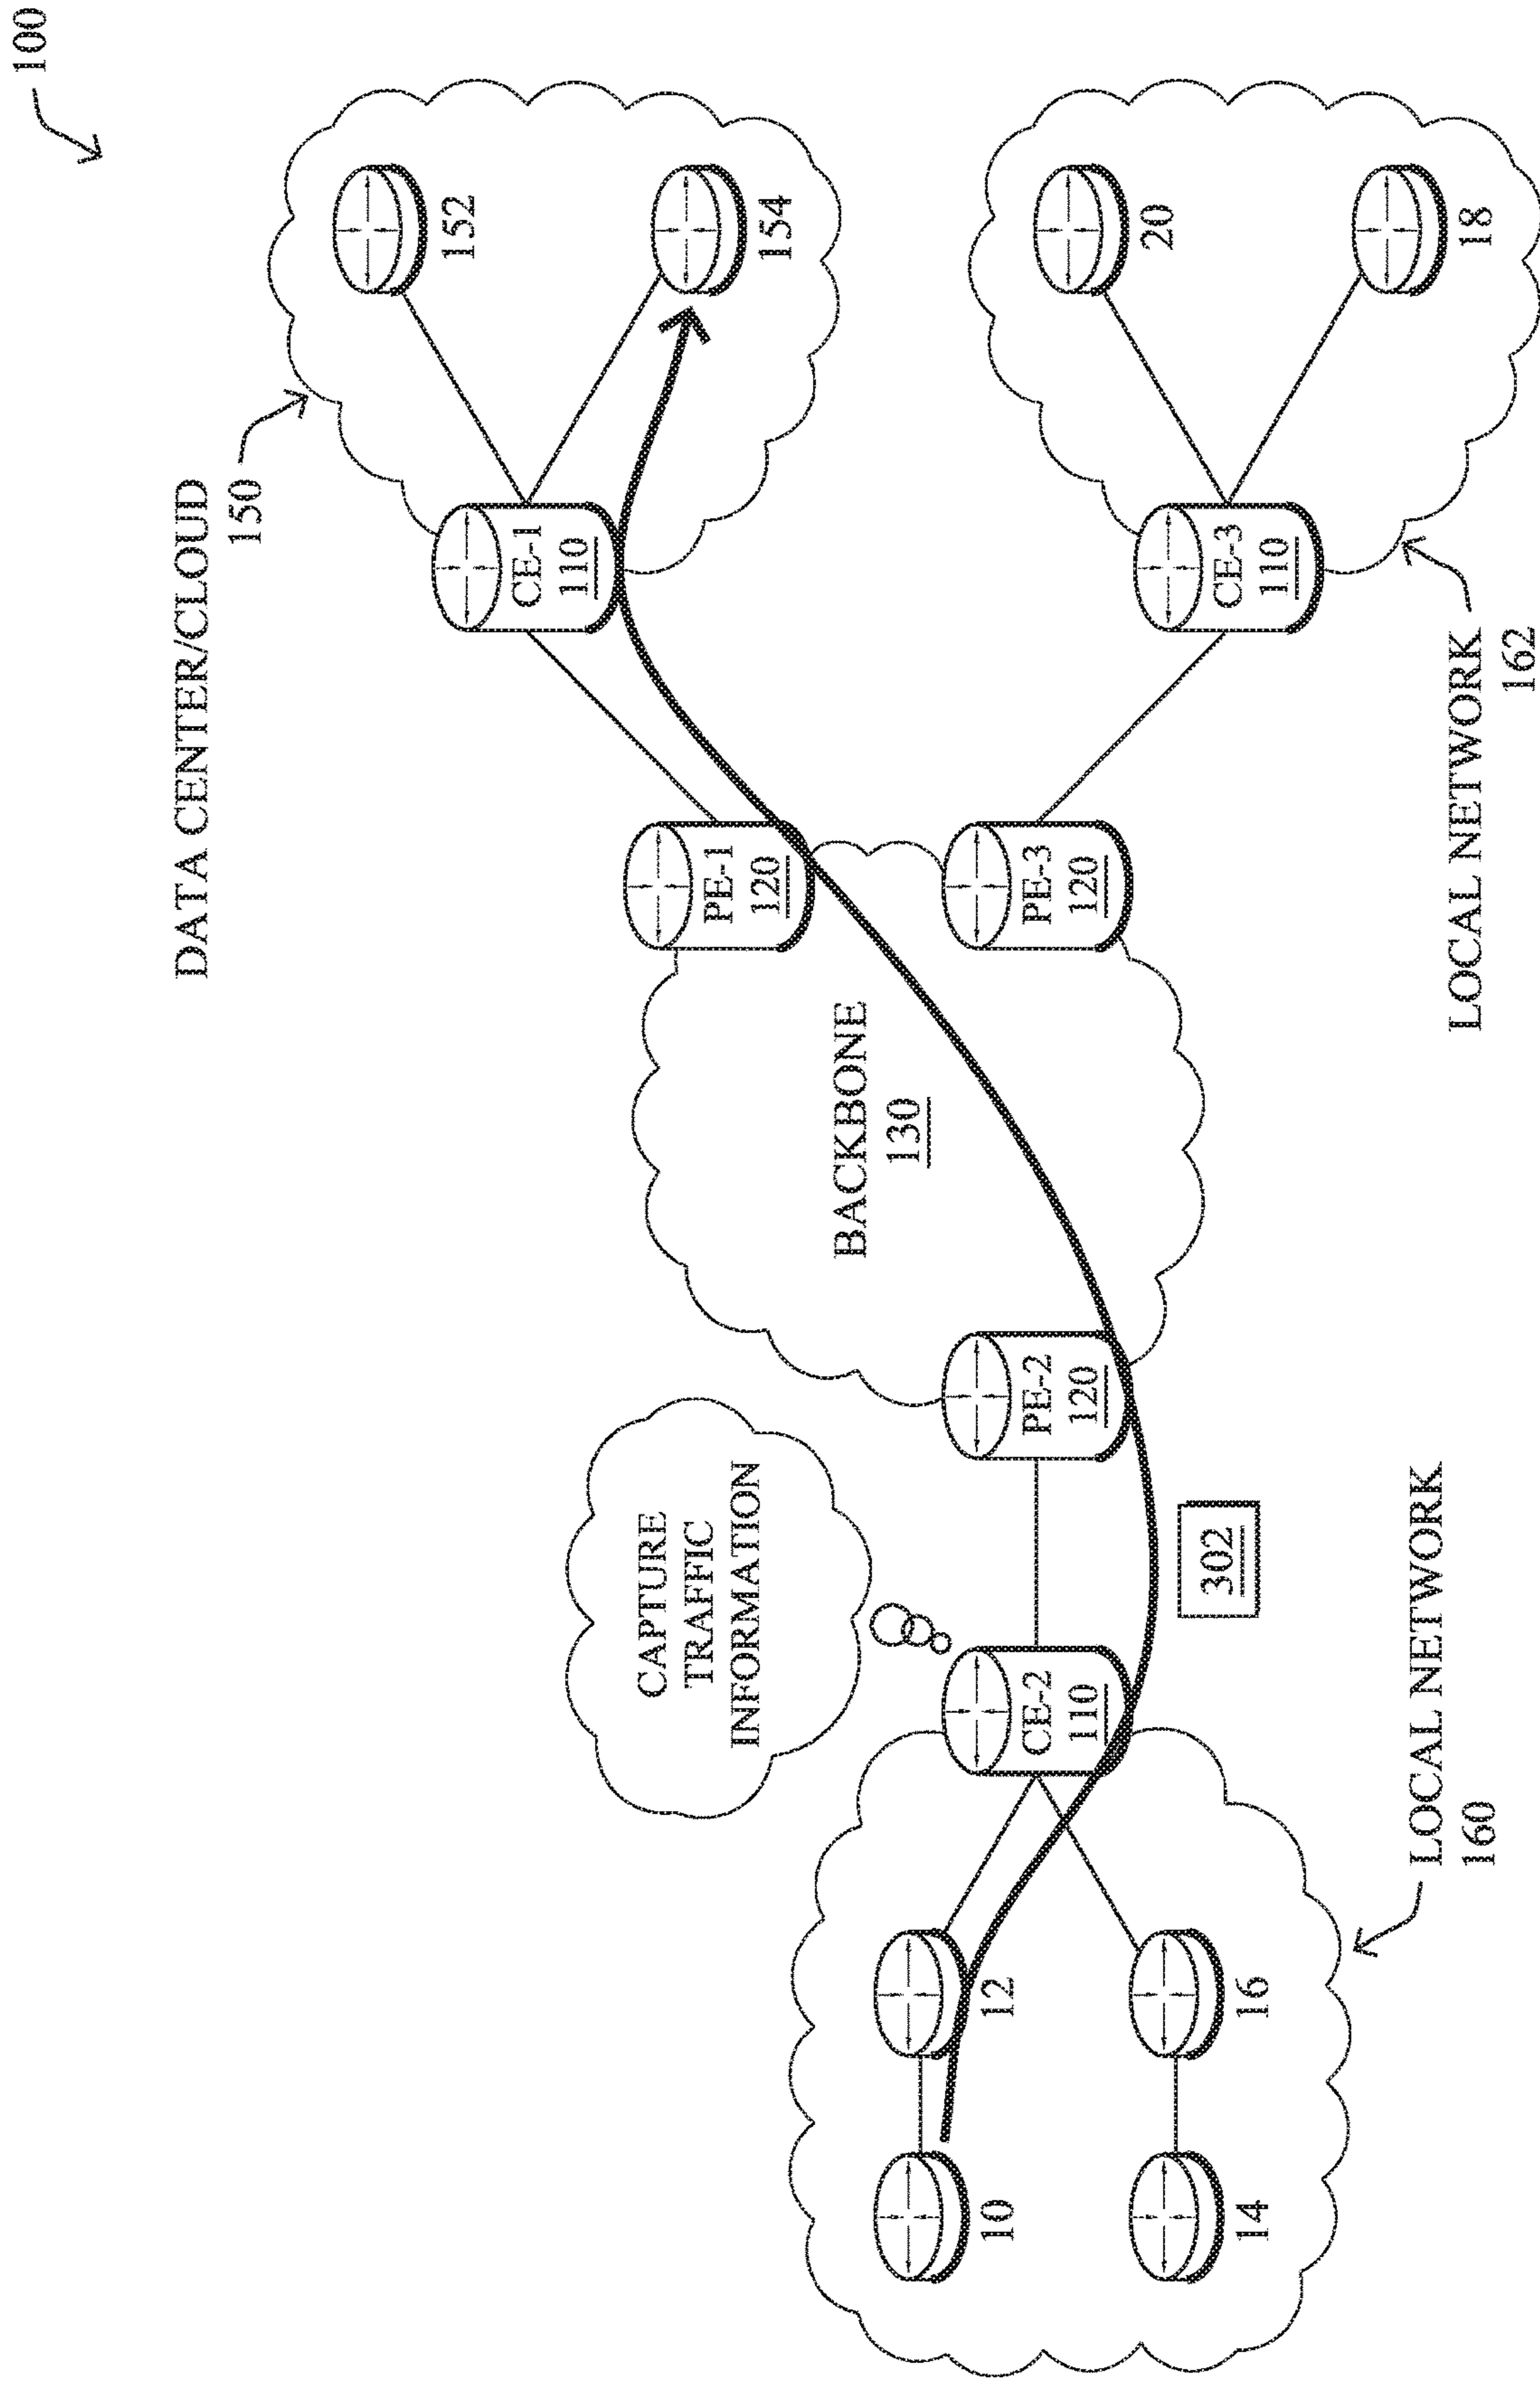 100
DATA CENTER/CLOUD
150
152
154
CE-1
110
PE-1
120
BACKBONE
130
PE-3
120
CE-3
110
20
18
LOCAL NETWORK
162
CAPTURE
TRAFFIC
INFORMATION
PE-2
120
302
CE-2
110
12
10
16
14
LOCAL NETWORK
160